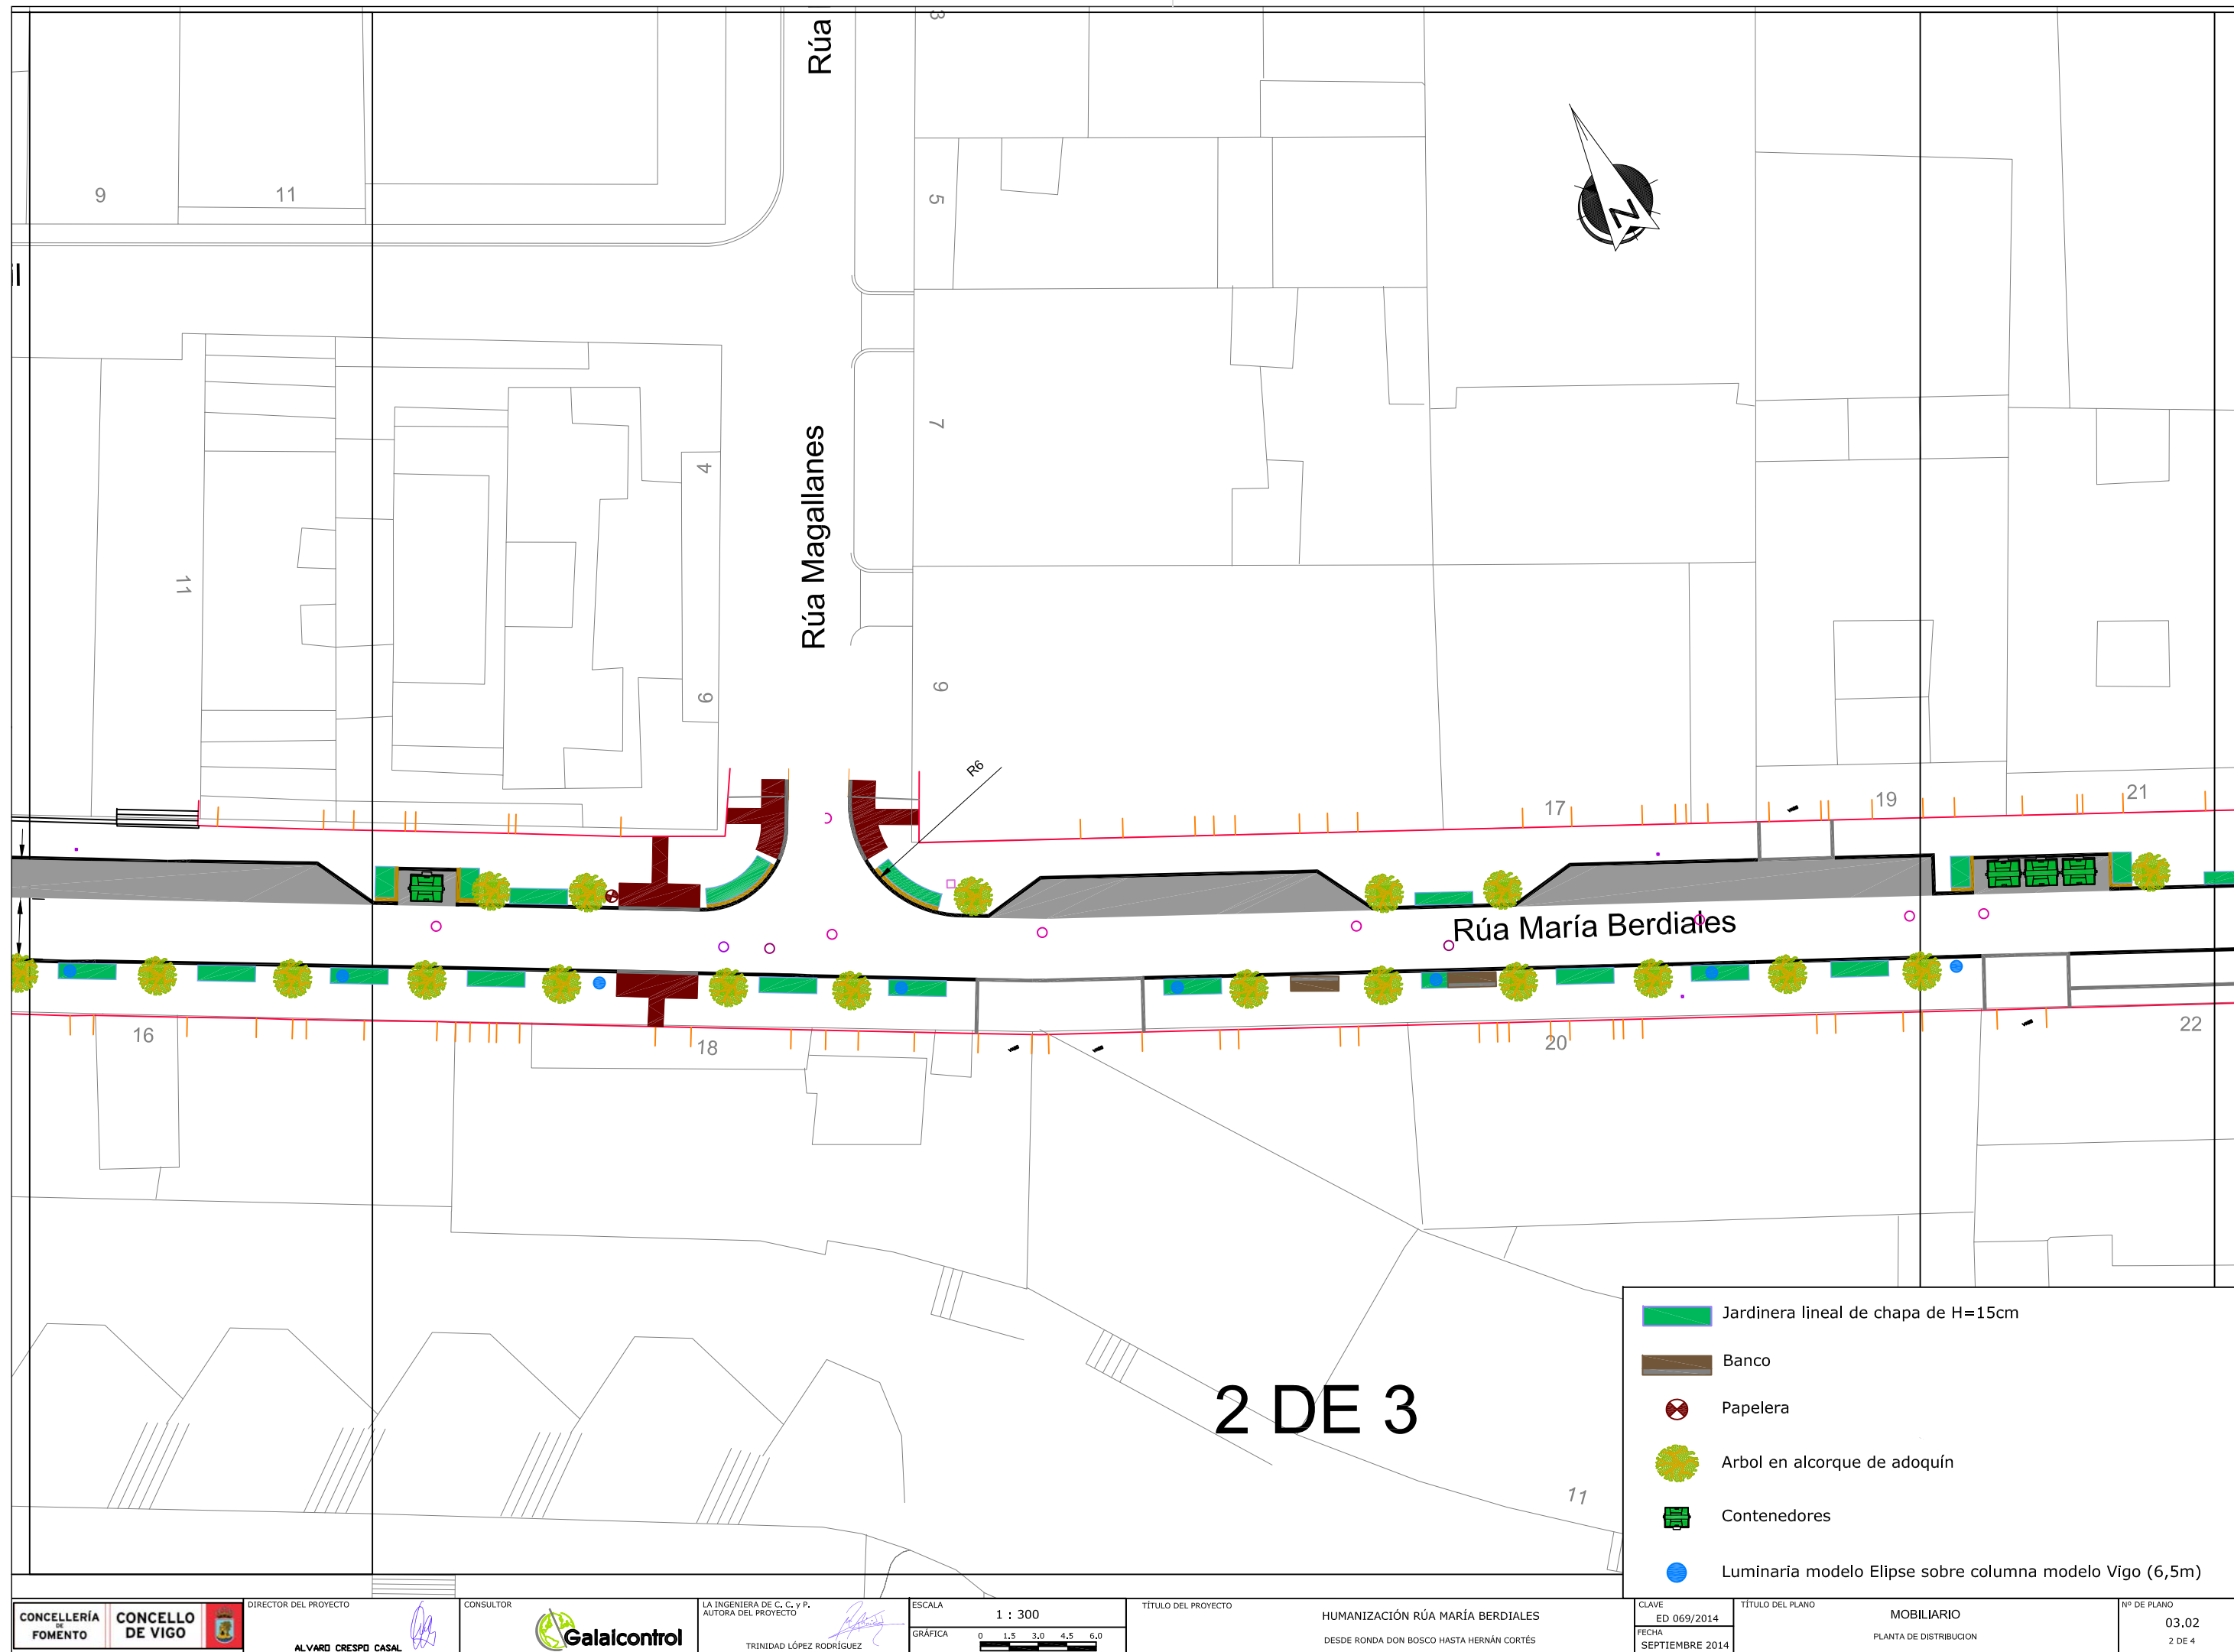 Rúa
3
9
11
5
7
4
Rúa Magallanes
11
6
9
R6
17
19
21
Rúa María Berdiales
16
18
20
22
2 DE 3
11
Jardinera lineal de chapa de H=15cm
Banco
Papelera
Arbol en alcorque de adoquín
Contenedores
Luminaria modelo Elipse sobre columna modelo Vigo (6,5m)
N
CONCELLERÍA
DE
FOMENTO
CONCELLO
DE VIGO
DIRECTOR DEL PROYECTO
ALVARO CRESPO CASAL
CONSULTOR
Galaicontrol
LA INGENIERA DE C. C. y P.
AUTORA DEL PROYECTO
TRINIDAD LÓPEZ RODRÍGUEZ
ESCALA
1 : 300
GRÁFICA
0 1.5 3.0 4.5 6.0
TÍTULO DEL PROYECTO
HUMANIZACIÓN RÚA MARÍA BERDIALES
DESDE RONDA DON BOSCO HASTA HERNÁN CORTÉS
CLAVE
ED 069/2014
FECHA
SEPTIEMBRE 2014
TÍTULO DEL PLANO
MOBILIARIO
PLANTA DE DISTRIBUCION
Nº DE PLANO
03.02
2 DE 4